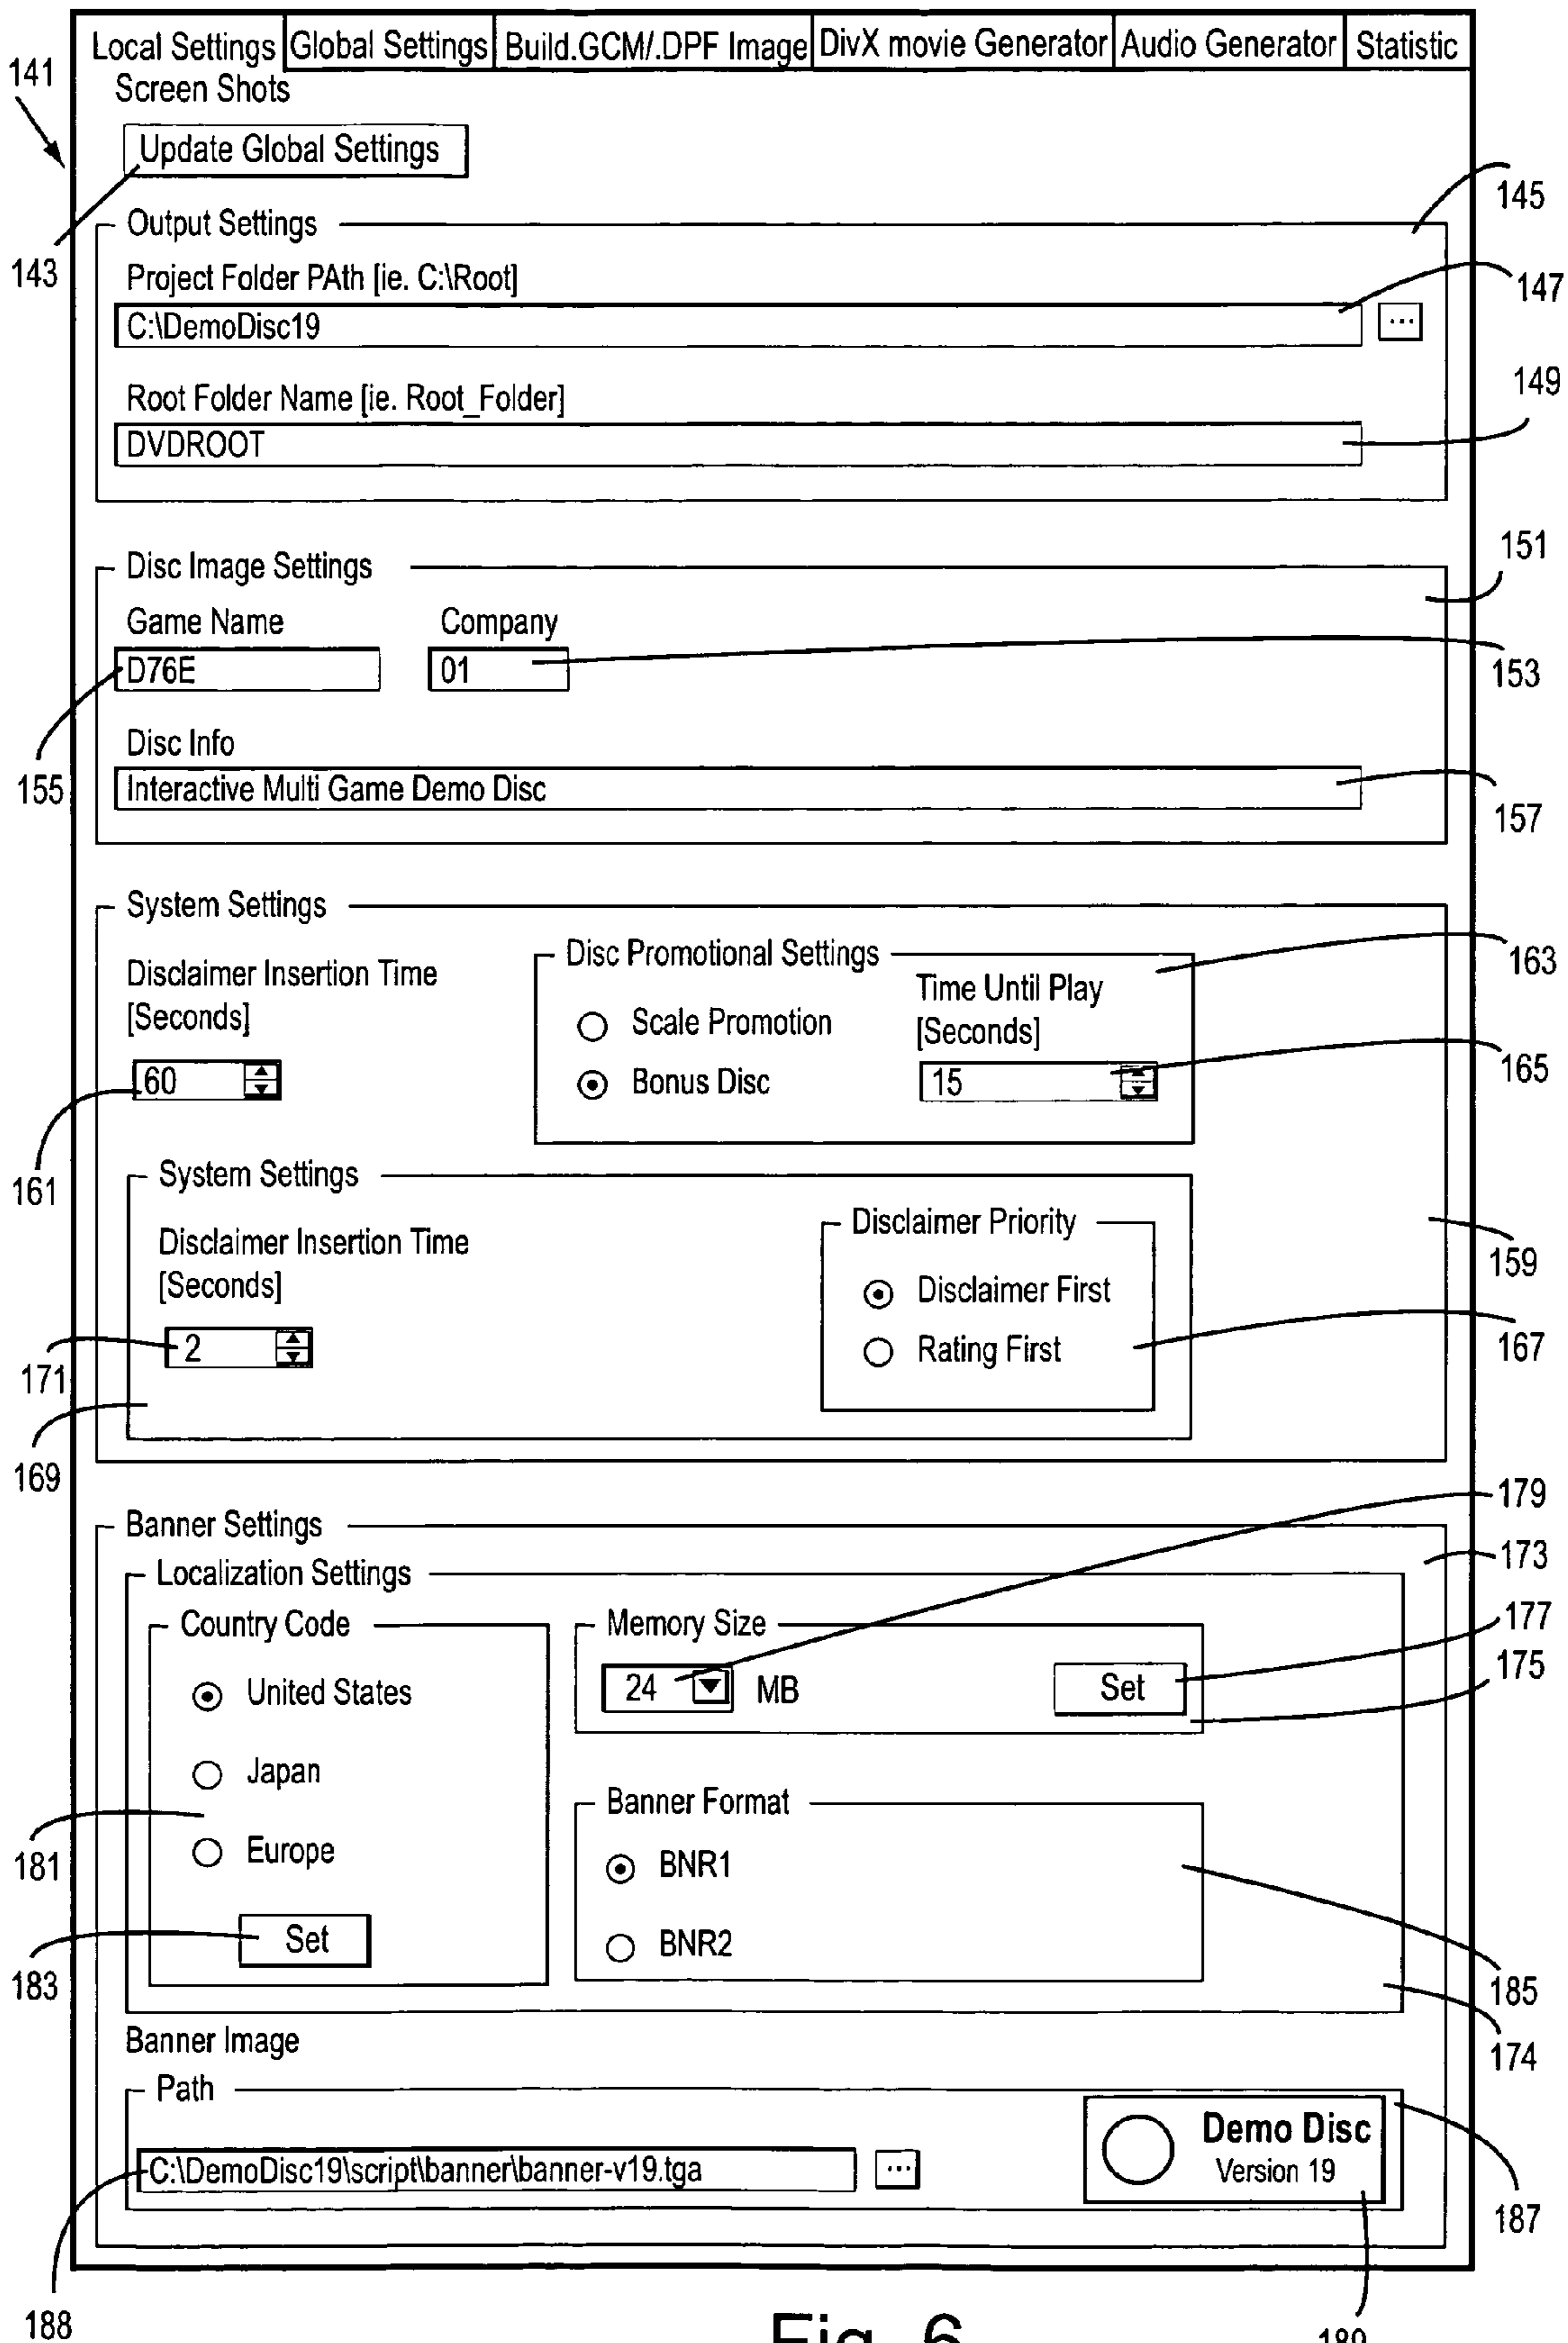 Local Settings Global Settings Build.GCM/.DPF Image DivX movie Generator Audio Generator Statistic
141
Screen Shots
Update Global Settings
143
145
Output Settings
Project Folder PAth [ie. C:\Root]
147
C:\DemoDisc19 ...
149
Root Folder Name [ie. Root_Folder]
DVDROOT
151
Disc Image Settings
Game Name Company
D76E 01
153
155
Disc Info
Interactive Multi Game Demo Disc
157
System Settings
Disclaimer Insertion Time
[Seconds]
60
161
Disc Promotional Settings
163
Scale Promotion
Bonus Disc
Time Until Play
[Seconds]
15
165
System Settings
159
Disclaimer Insertion Time
[Seconds]
2
171
169
Disclaimer Priority
Disclaimer First
Rating First
167
179
Banner Settings
173
Localization Settings
177
175
Country Code
United States
Japan
Europe
181
Set
183
Memory Size
24 MB Set
Banner Format
BNR1
BNR2
185
174
Banner Image
Path
C:\DemoDisc19\script\banner\banner-v19.tga ...
Demo Disc
Version 19
187
188
Fig. 6
189